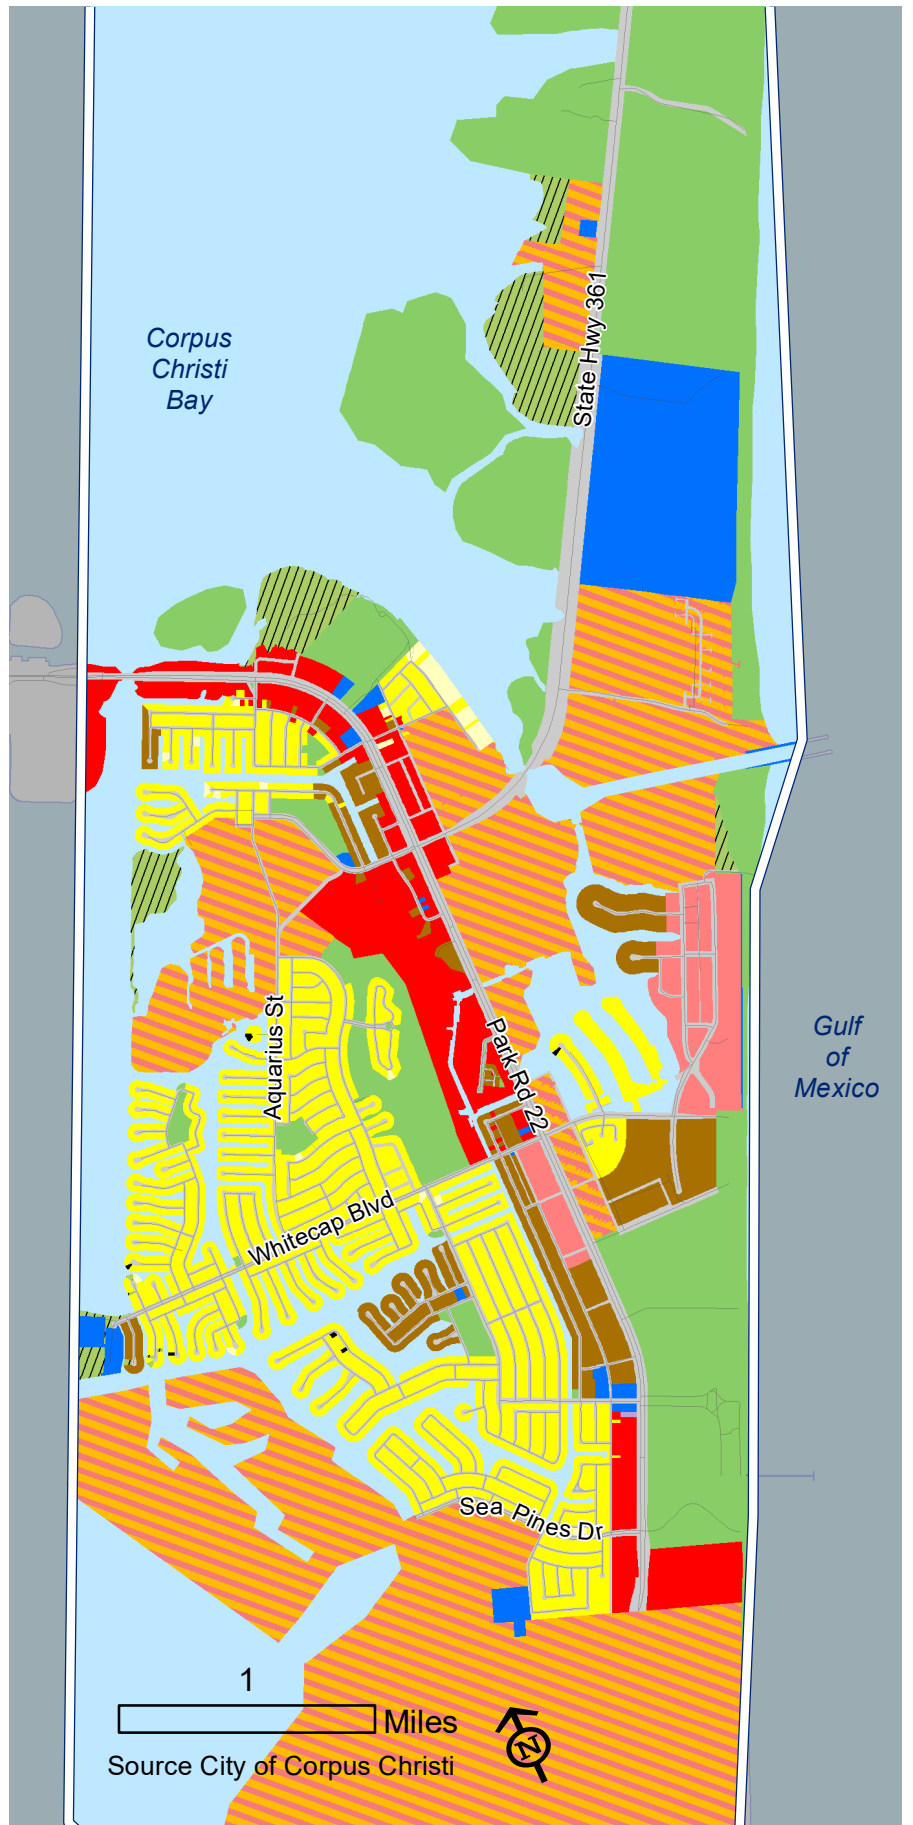 State Hwy 361
Corpus
Christi
Bay
Aquarius St
Park Rd 22
Gulf
of
Mexico
Whitecap Blvd
Sea Pines Dr
1
Miles
N
Source City of Corpus Christi